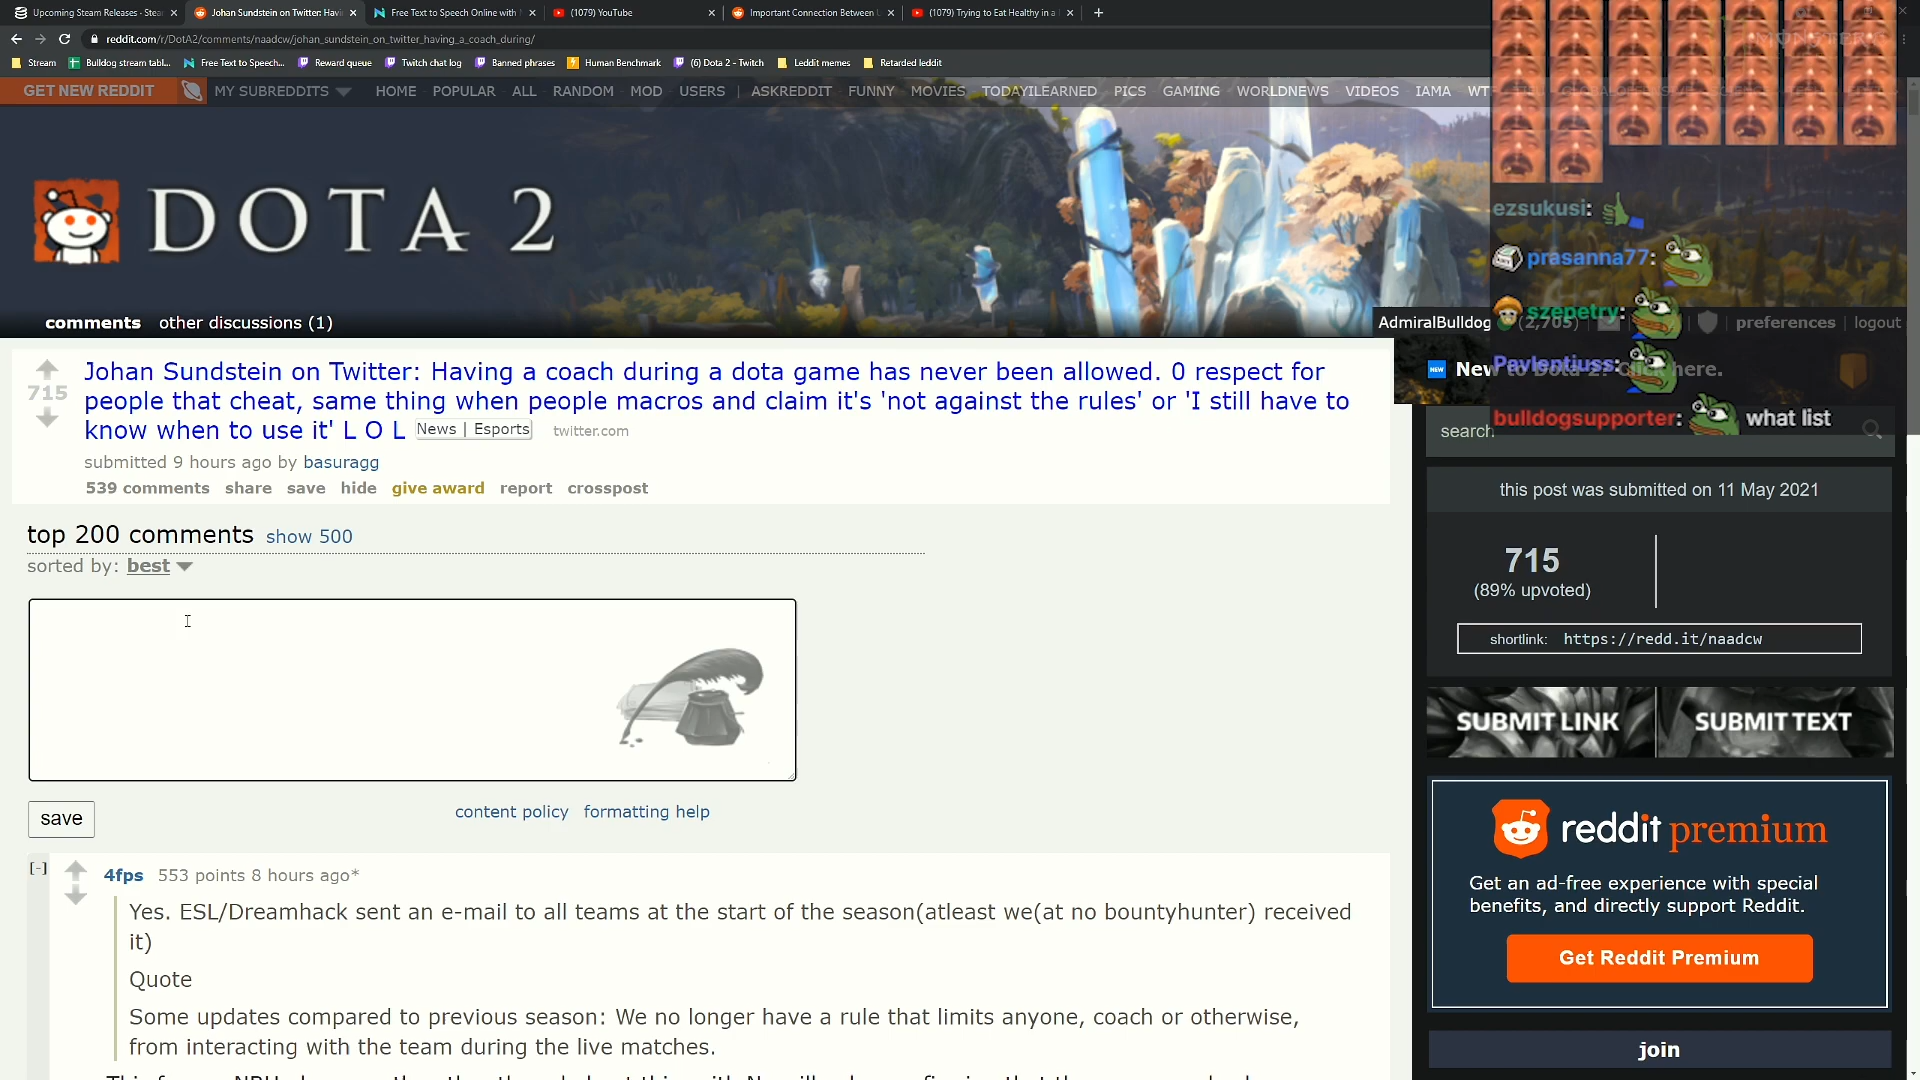 Upcoming Steam Releases - Stea
Johan Sundstein on Twitter: Havi
Free Text to Speech Online with
(1079) YouTube
Important Connection Between
(1079) Trying to Eat Healthy in a
reddit.com/r/DotA2/comments/naadcw/johan_sundstein_on_twitter_having_a_coach_during/
Stream
Bulldog stream tabl...
Free Text to Speech...
Reward queue
Twitch chat log
Banned phrases
Human Benchmark
(6) Dota 2 - Twitch
Leddit memes
Retarded leddit
GET NEW REDDIT MY SUBREDDITS HOME POPULAR ALL RANDOM MOD USERS | ASKREDDIT FUNNY MOVIES TODAYILEARNED PICS GAMING WORLDNEWS VIDEOS IAMA WT
DOTA 2
comments other discussions (1)
AdmiralBulldog (2,705) | preferences | logout
ezsukusi:
prasanna77:
szepetry:
Pavlentiuss:
bulldogsupporter: what list
715
Johan Sundstein on Twitter: Having a coach during a dota game has never been allowed. 0 respect for
people that cheat, same thing when people macros and claim it's 'not against the rules' or 'I still have to
know when to use it' L O L News | Esports twitter.com
submitted 9 hours ago by basuragg
539 comments share save hide give award report crosspost
NEW New to Dota 2? Click here.
search
this post was submitted on 11 May 2021
715
(89% upvoted)
shortlink: https://redd.it/naadcw
SUBMIT LINK
SUBMIT TEXT
reddit premium
Get an ad-free experience with special
benefits, and directly support Reddit.
Get Reddit Premium
join
top 200 comments show 500
sorted by: best
save
content policy formatting help
[-]
4fps 553 points 8 hours ago*
Yes. ESL/Dreamhack sent an e-mail to all teams at the start of the season(atleast we(at no bountyhunter) received
it)
Quote
Some updates compared to previous season: We no longer have a rule that limits anyone, coach or otherwise,
from interacting with the team during the live matches.